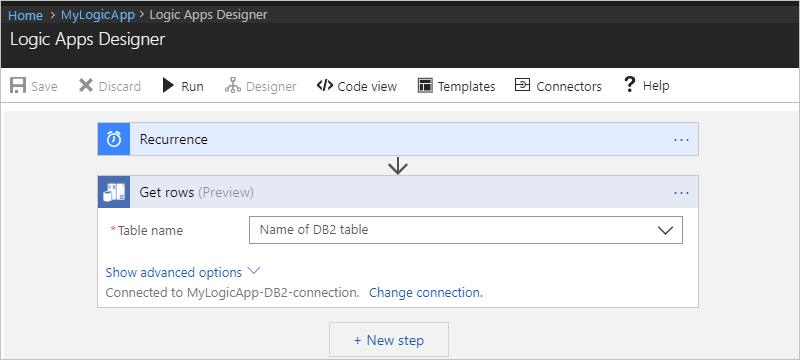 Home > MyLogicApp > Logic Apps Designer
Logic Apps Designer
Save Discard Run Designer Code view Templates Connectors ? Help
Recurrence ...
Get rows (Preview) ...
*Table name Name of DB2 table
Show advanced options
Connected to MyLogicApp-DB2-connection. Change connection.
+ New step